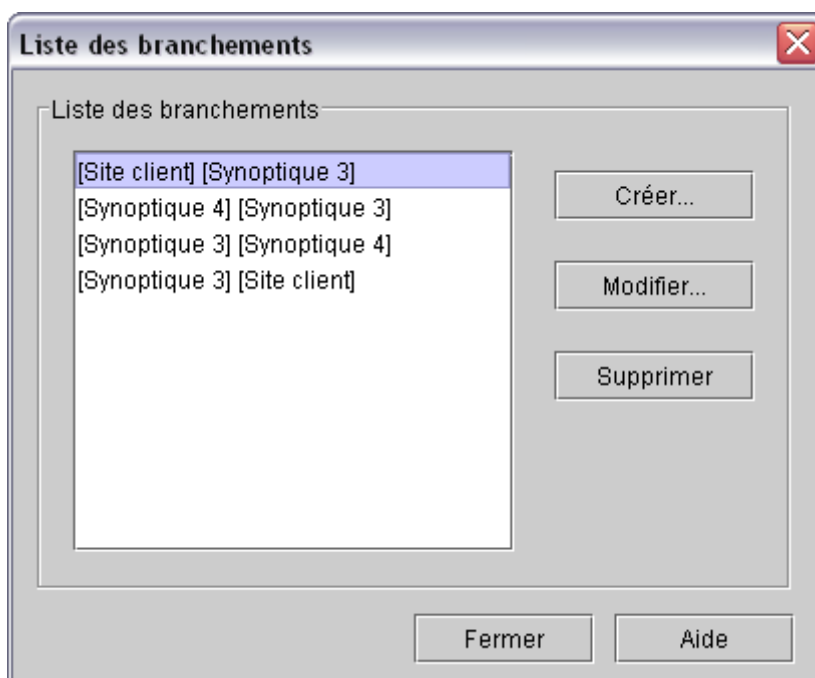 Liste des branchements
Liste des branchements
[Site client] [Synoptique 3]
[Synoptique 4] [Synoptique 3]
[Synoptique 3] [Synoptique 4]
[Synoptique 3] [Site client]
Créer...
Modifier...
Supprimer
Fermer
Aide